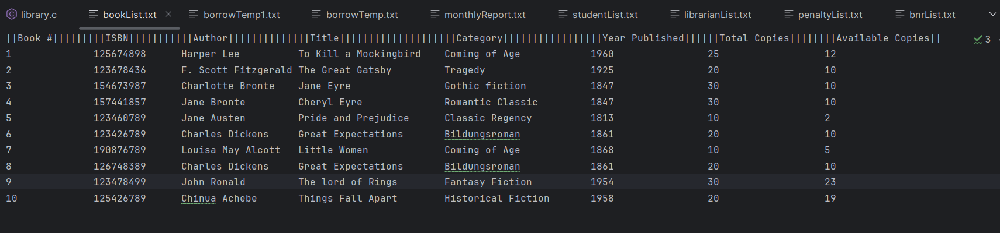 library.c bookList.txt borrowTemp1.txt borrowTemp.txt monthlyReport.txt studentList.txt librarianList.txt penaltyList.txt bnrList.txt
||Book #|||||||||ISBN|||||||||||Author||||||||||||||Title||||||||||||||||||||Category|||||||||||||||||Year Published||||||Total Copies||||||||Available Copies|| 3
1 125674898 Harper Lee To Kill a Mockingbird Coming of Age 1960 25 12
2 123678436 F. Scott Fitzgerald The Great Gatsby Tragedy 1925 20 10
3 154673987 Charlotte Bronte Jane Eyre Gothic fiction 1847 30 10
4 157441857 Jane Bronte Cheryl Eyre Romantic Classic 1847 30 10
5 123460789 Jane Austen Pride and Prejudice Classic Regency 1813 10 2
6 123426789 Charles Dickens Great Expectations Bildungsroman 1861 20 10
7 190876789 Louisa May Alcott Little Women Coming of Age 1868 10 5
8 126748389 Charles Dickens Great Expectations Bildungsroman 1861 20 10
9 123478499 John Ronald The lord of Rings Fantasy Fiction 1954 30 23
10 125426789 Chinua Achebe Things Fall Apart Historical Fiction 1958 20 19